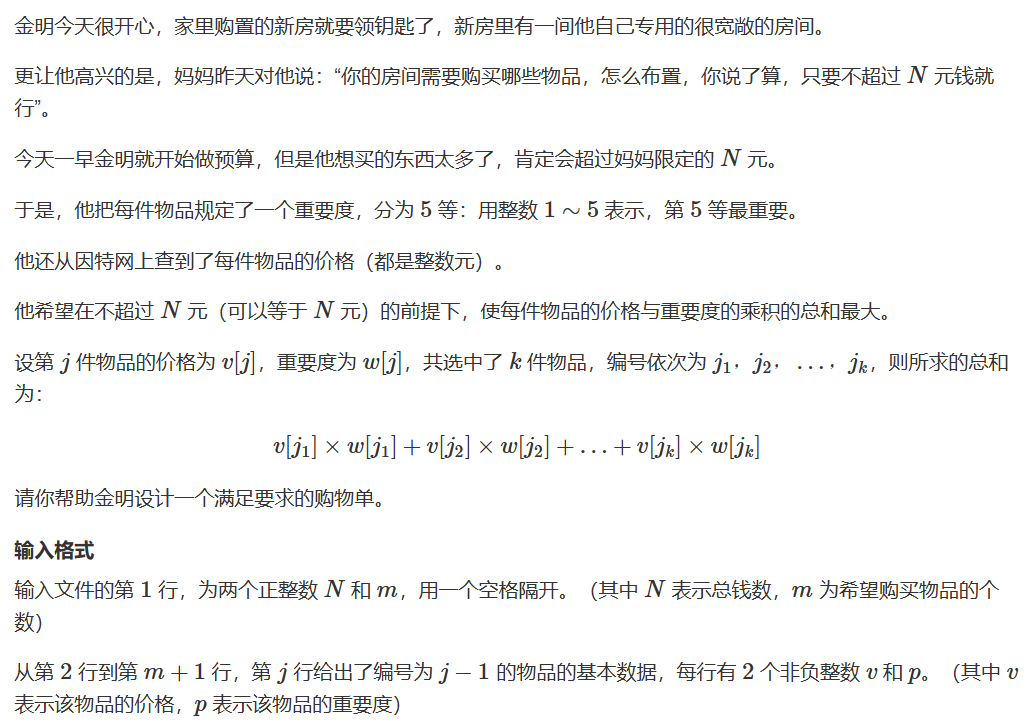 金明今天很开心，家里购置的新房就要领钥匙了，新房里有一间他自己专用的很宽敞的房间。
更让他高兴的是，妈妈昨天对他说：“你的房间需要购买哪些物品，怎么布置，你说了算，只要不超过 N 元钱就
行”。
今天一早金明就开始做预算，但是他想买的东西太多了，肯定会超过妈妈限定的 N 元。
于是，他把每件物品规定了一个重要度，分为 5 等：用整数 1 ∼ 5 表示，第 5 等最重要。
他还从因特网上查到了每件物品的价格（都是整数元）。
他希望在不超过 N 元（可以等于 N 元）的前提下，使每件物品的价格与重要度的乘积的总和最大。
设第 j 件物品的价格为 v[j]，重要度为 w[j]，共选中了 k 件物品，编号依次为 j₁，j₂，...，jₖ，则所求的总和
为：
v[j₁] × w[j₁] + v[j₂] × w[j₂] + ... + v[jₖ] × w[jₖ]
请你帮助金明设计一个满足要求的购物单。
输入格式
输入文件的第 1 行，为两个正整数 N 和 m，用一个空格隔开。（其中 N 表示总钱数，m 为希望购买物品的个
数）
从第 2 行到第 m + 1 行，第 j 行给出了编号为 j − 1 的物品的基本数据，每行有 2 个非负整数 v 和 p。（其中 v
表示该物品的价格，p 表示该物品的重要度）